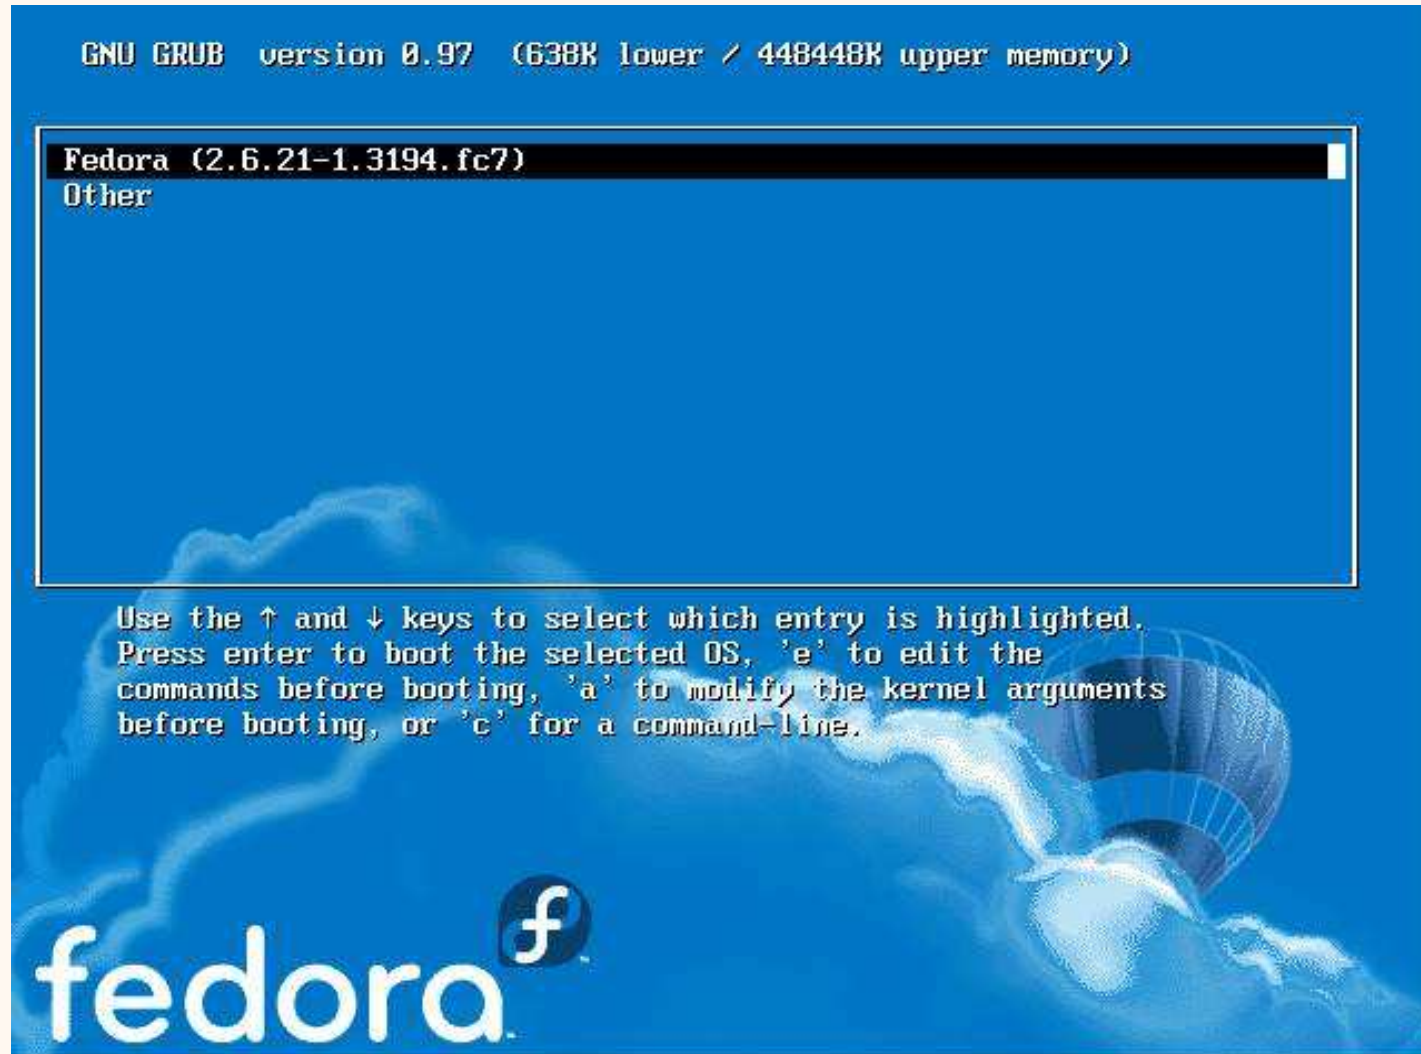 GNU GRUB version 0.97 (638K lower / 448448K upper memory)
Fedora (2.6.21-1.3194.fc7)
Other
Use the ↑ and ↓ keys to select which entry is highlighted.
Press enter to boot the selected OS, 'e' to edit the
commands before booting, 'a' to modify the kernel arguments
before booting, or 'c' for a command-line.
fedora